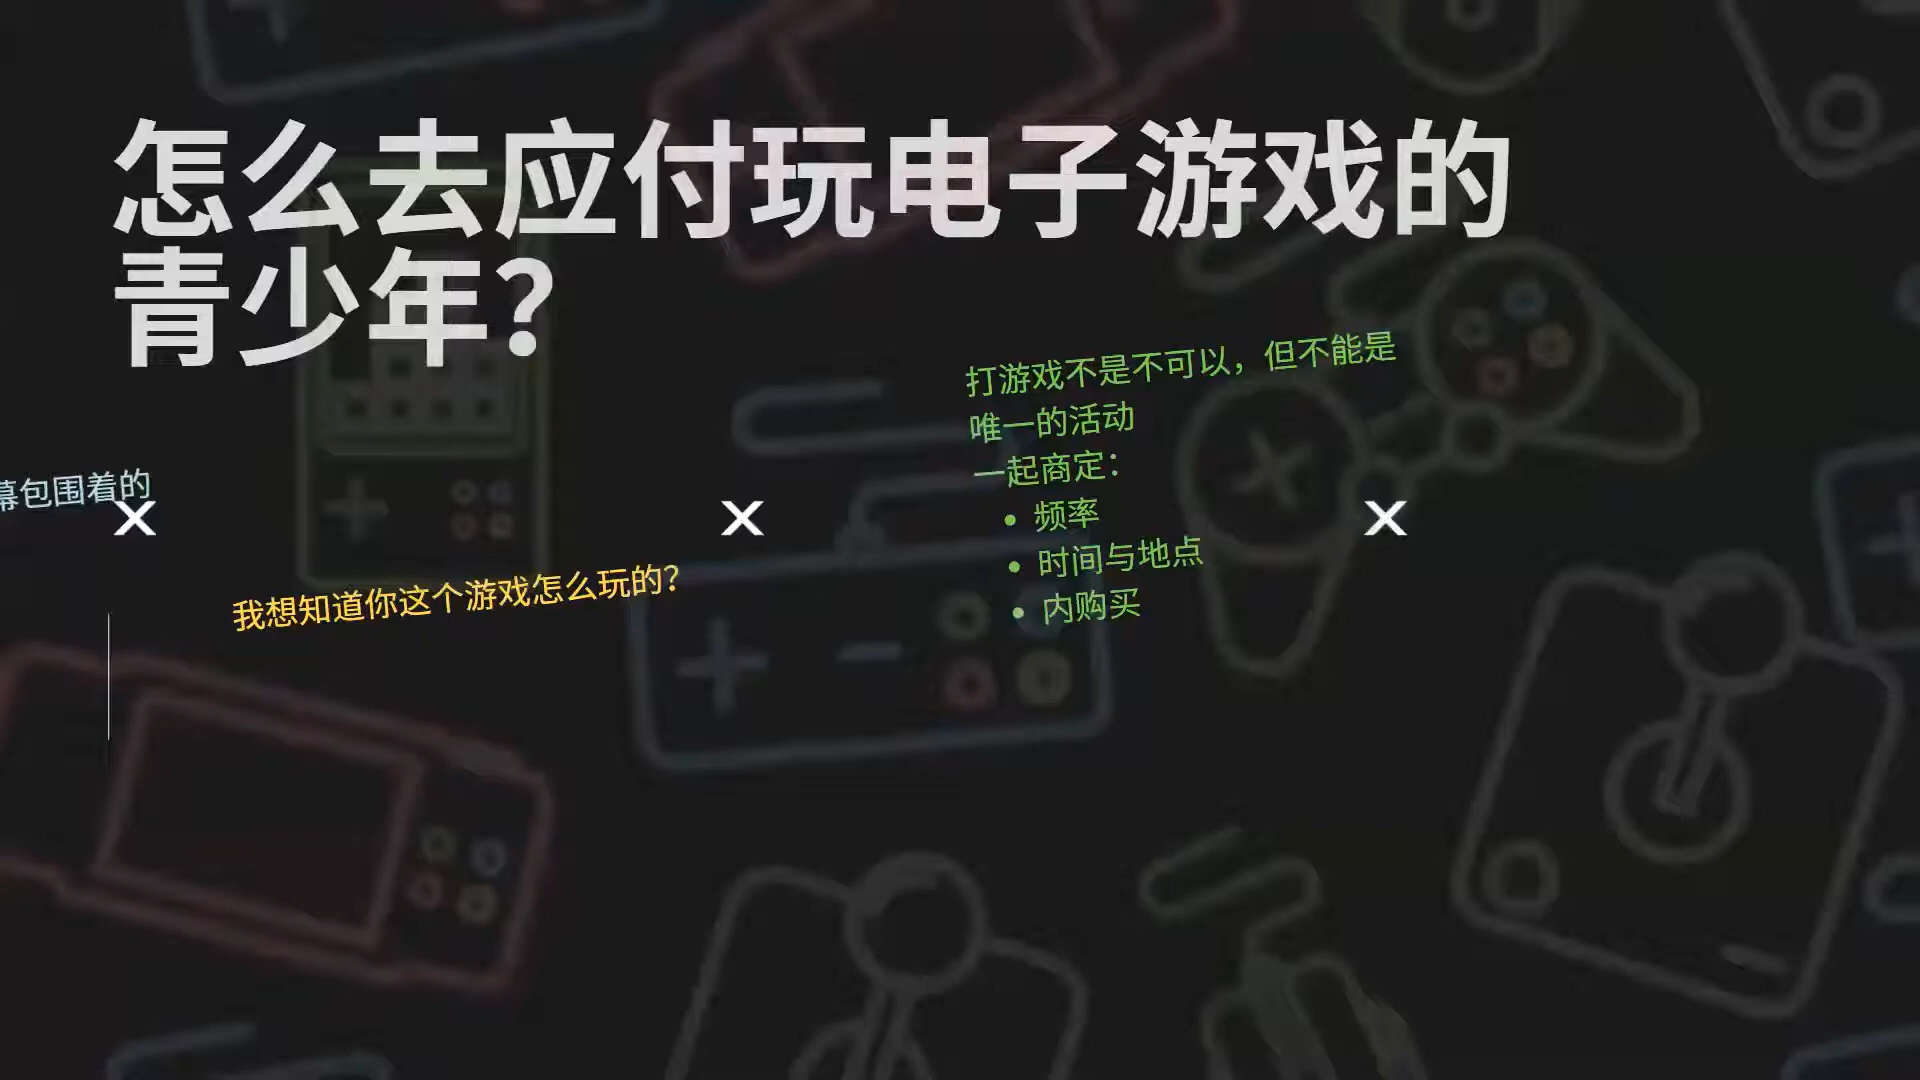 怎么去应付玩电子游戏的
青少年?
幕包围着的
我想知道你这个游戏怎么玩的?
打游戏不是不可以，但不能是
唯一的活动
一起商定：
• 频率
• 时间与地点
• 内购买